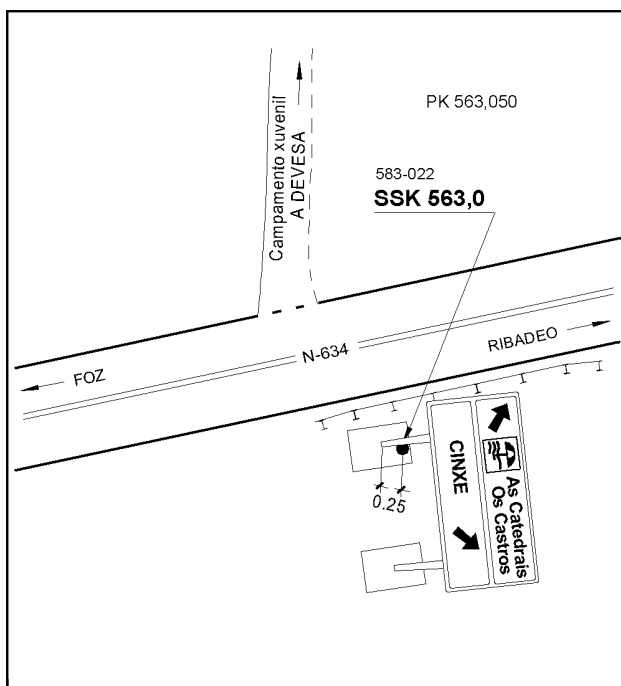 PK 563,050
583-022
SSK 563,0
Campamento xuvenil
A DEVESA
FOZ
N-634
RIBADEO
0.25
As Catedrais
Os Castros
CINXE